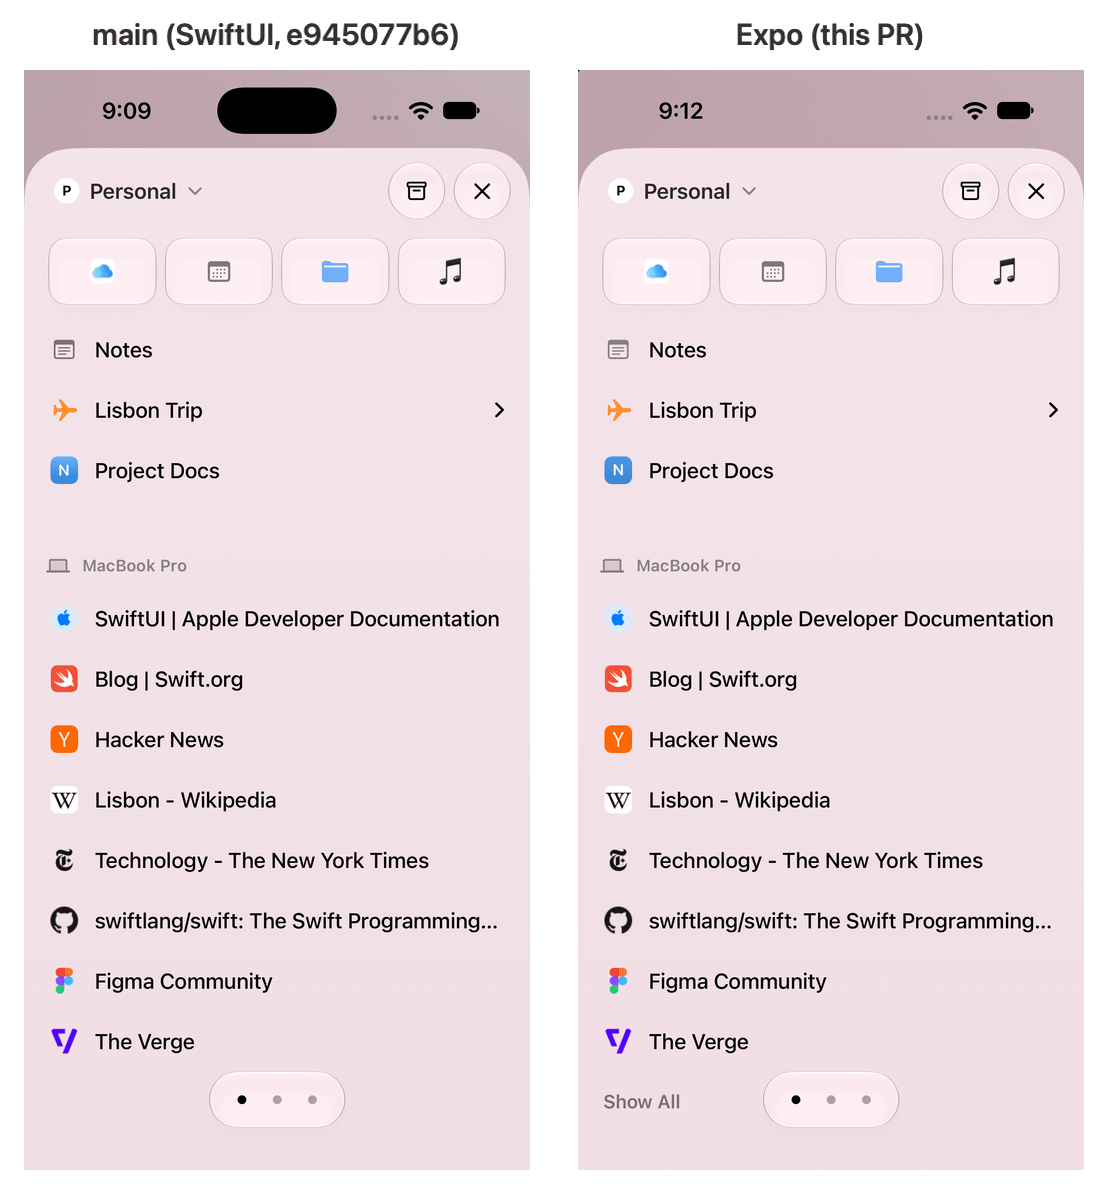 main (SwiftUI, e945077b6)
9:09
P Personal
Notes
Lisbon Trip
N Project Docs
MacBook Pro
SwiftUI | Apple Developer Documentation
Blog | Swift.org
Y Hacker News
W Lisbon - Wikipedia
T Technology - The New York Times
swiftlang/swift: The Swift Programming...
Figma Community
The Verge
Expo (this PR)
9:12
P Personal
Notes
Lisbon Trip
N Project Docs
MacBook Pro
SwiftUI | Apple Developer Documentation
Blog | Swift.org
Y Hacker News
W Lisbon - Wikipedia
T Technology - The New York Times
swiftlang/swift: The Swift Programming...
Figma Community
The Verge
Show All